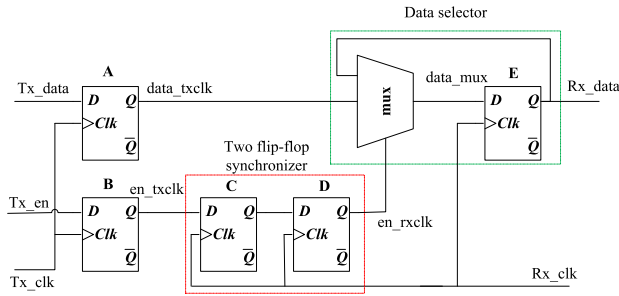 Data selector
A
E
Tx_data
data_txclk
mux
data_mux
Rx_data
D Q
Clk
Q̅
D Q
Clk
Q̅
Two flip-flop
synchronizer
B
C
D
Tx_en
en_txclk
en_rxclk
D Q
Clk
Q̅
D Q
Clk
Q̅
D Q
Clk
Q̅
Tx_clk
Rx_clk